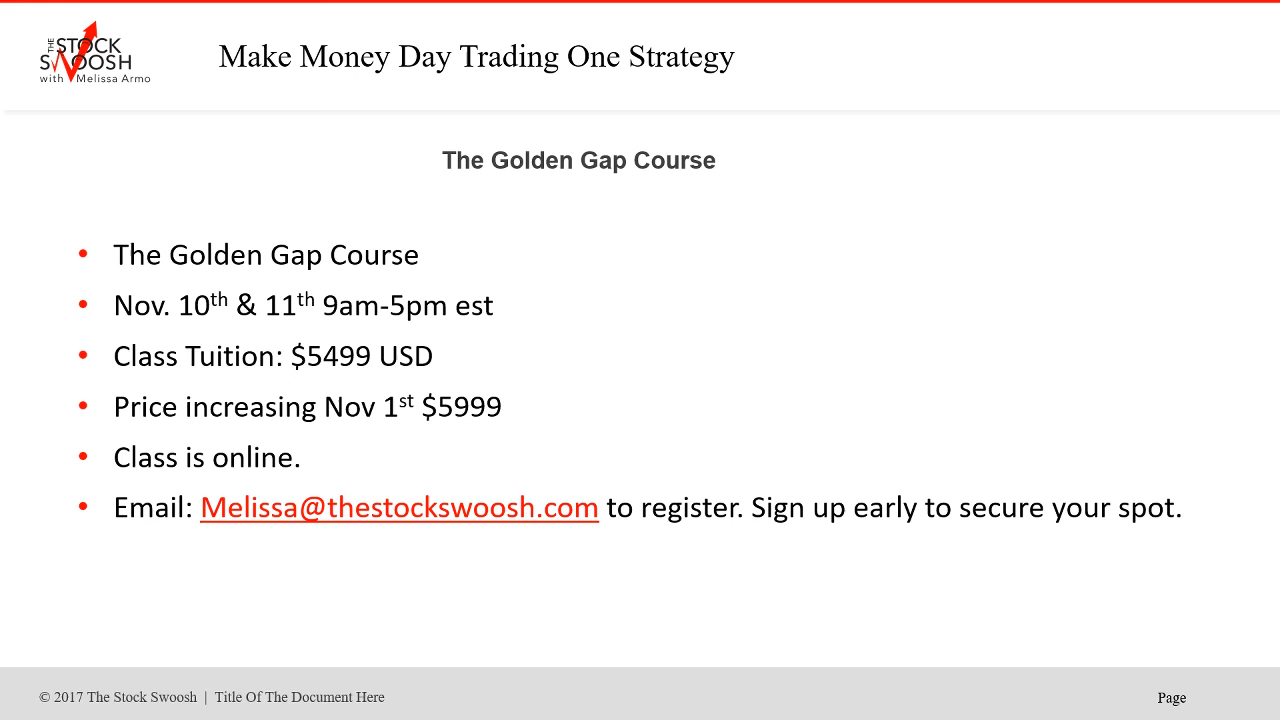 THE STOCK
SWOOSH
with Melissa Armo
Make Money Day Trading One Strategy
The Golden Gap Course
• The Golden Gap Course
• Nov. 10th & 11th 9am-5pm est
• Class Tuition: $5499 USD
• Price increasing Nov 1st $5999
• Class is online.
• Email: Melissa@thestockswoosh.com to register. Sign up early to secure your spot.
© 2017 The Stock Swoosh | Title Of The Document Here
Page